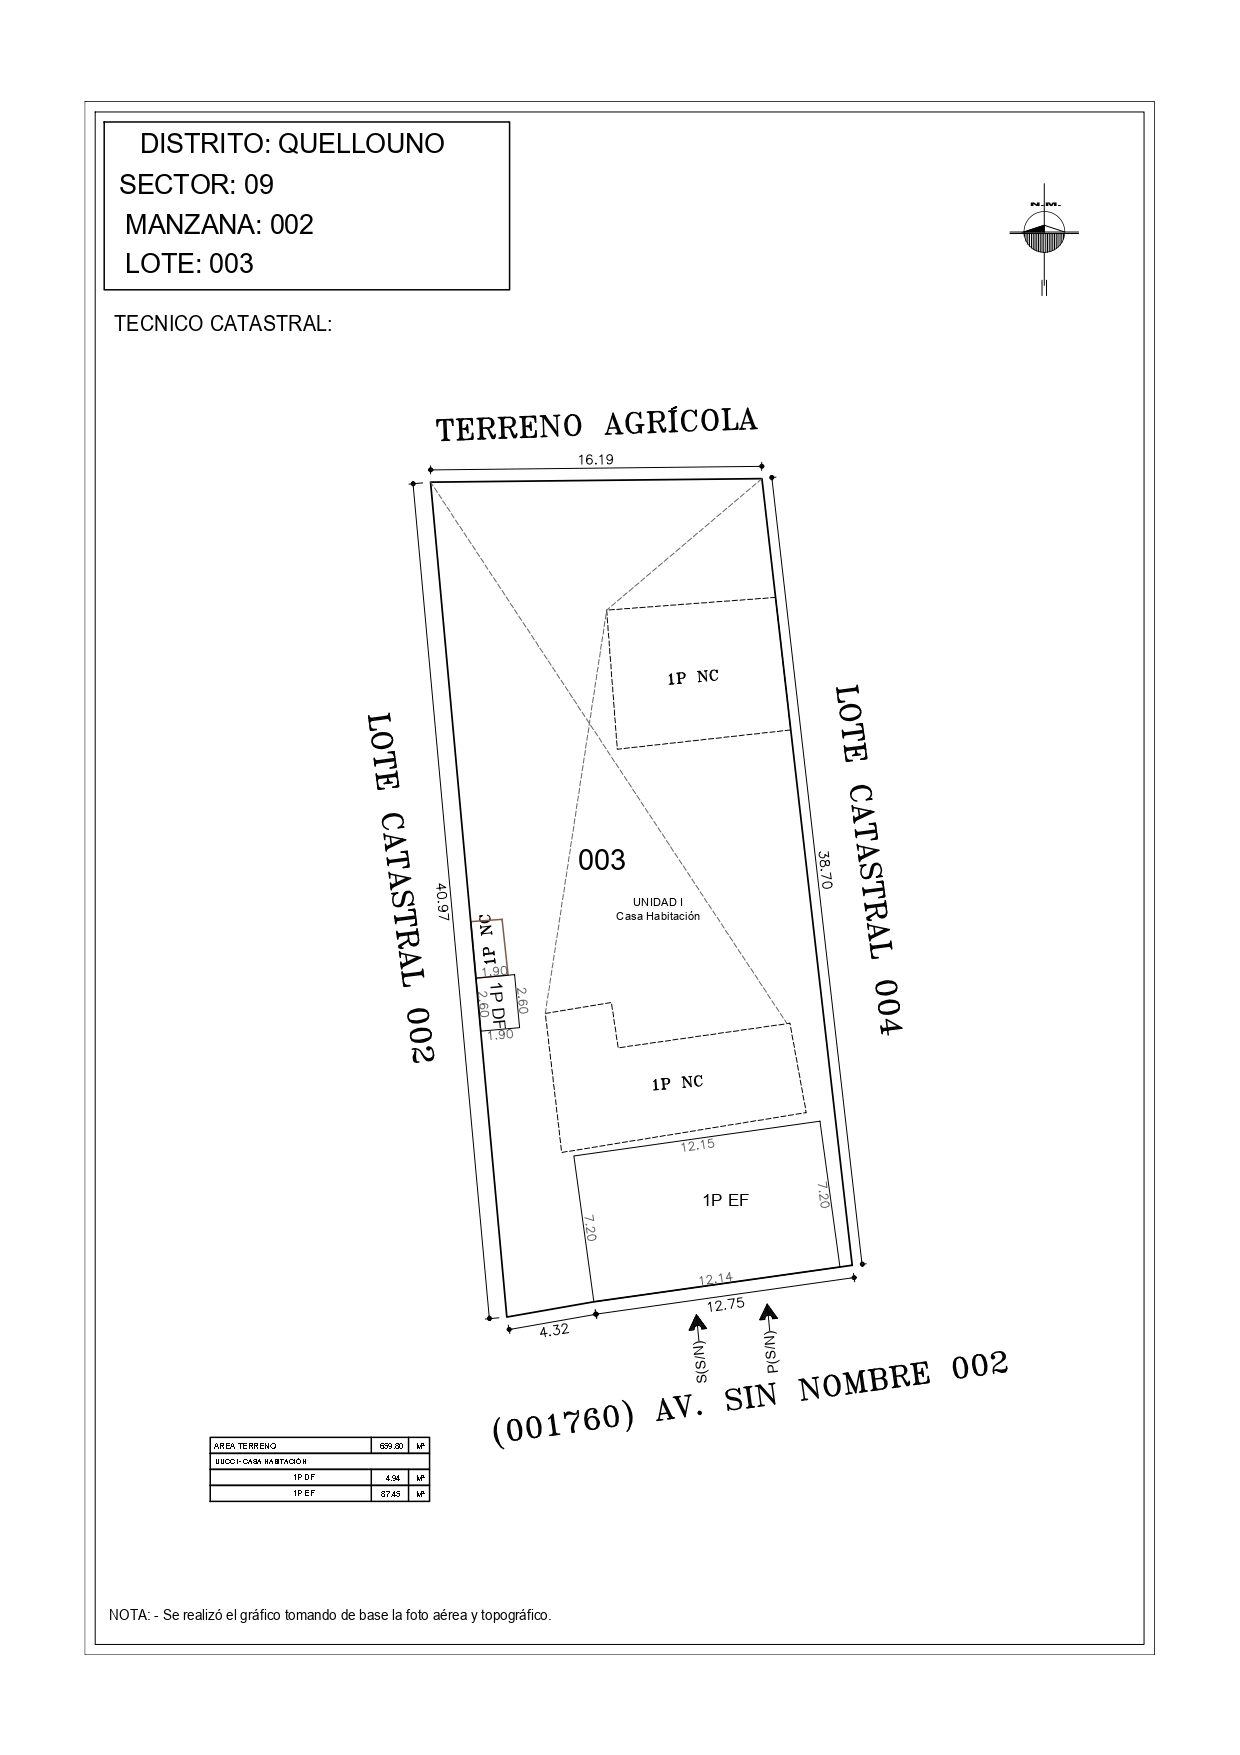 DISTRITO: QUELLOUNO
SECTOR: 09
MANZANA: 002
LOTE: 003
N.M.
TECNICO CATASTRAL:
TERRENO AGRÍCOLA
16.19
1P NC
LOTE CATASTRAL 002
40.97
LOTE CATASTRAL 004
38.70
003
UNIDAD I
Casa Habitación
1P NC
1.90
1P DF
2.60
2.60
1.90
1P NC
12.15
1P EF
7.20
7.20
12.14
12.75
4.32
S(S/N)
P(S/N)
(001760) AV. SIN NOMBRE 002
AREA TERRENO 659.80 M²
UUCC I - CASA HABITACIÓN
1P DF 4.94 M²
1P EF 87.45 M²
NOTA: - Se realizó el gráfico tomando de base la foto aérea y topográfico.